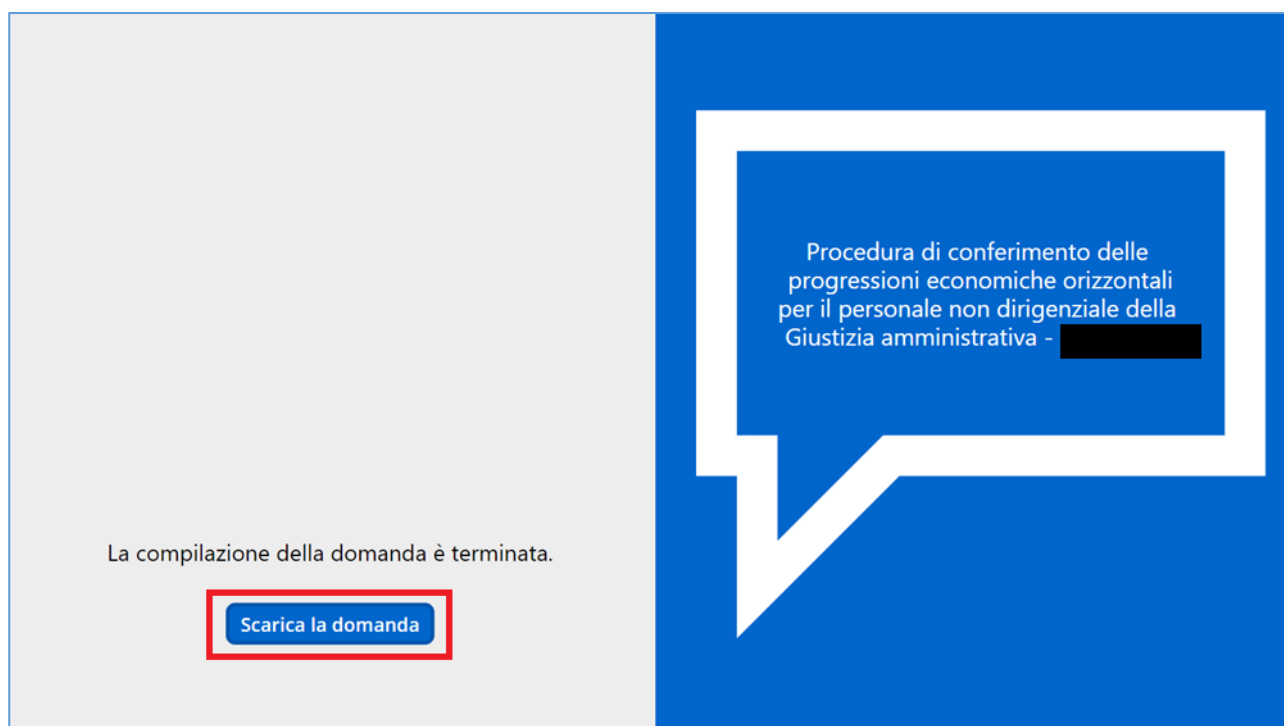 La compilazione della domanda è terminata.
Scarica la domanda
Procedura di conferimento delle
progressioni economiche orizzontali
per il personale non dirigenziale della
Giustizia amministrativa -